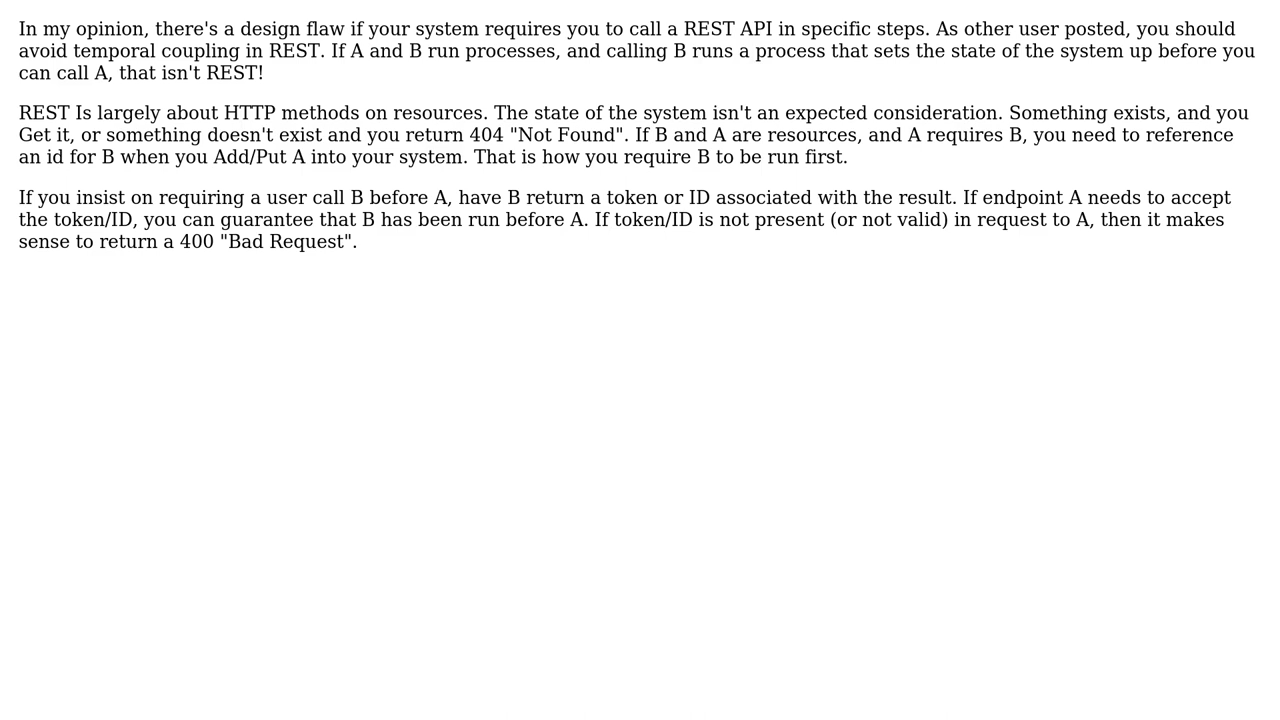 In my opinion, there's a design flaw if your system requires you to call a REST API in specific steps. As other user posted, you should
avoid temporal coupling in REST. If A and B run processes, and calling B runs a process that sets the state of the system up before you
can call A, that isn't REST!
REST Is largely about HTTP methods on resources. The state of the system isn't an expected consideration. Something exists, and you
Get it, or something doesn't exist and you return 404 "Not Found". If B and A are resources, and A requires B, you need to reference
an id for B when you Add/Put A into your system. That is how you require B to be run first.
If you insist on requiring a user call B before A, have B return a token or ID associated with the result. If endpoint A needs to accept
the token/ID, you can guarantee that B has been run before A. If token/ID is not present (or not valid) in request to A, then it makes
sense to return a 400 "Bad Request".